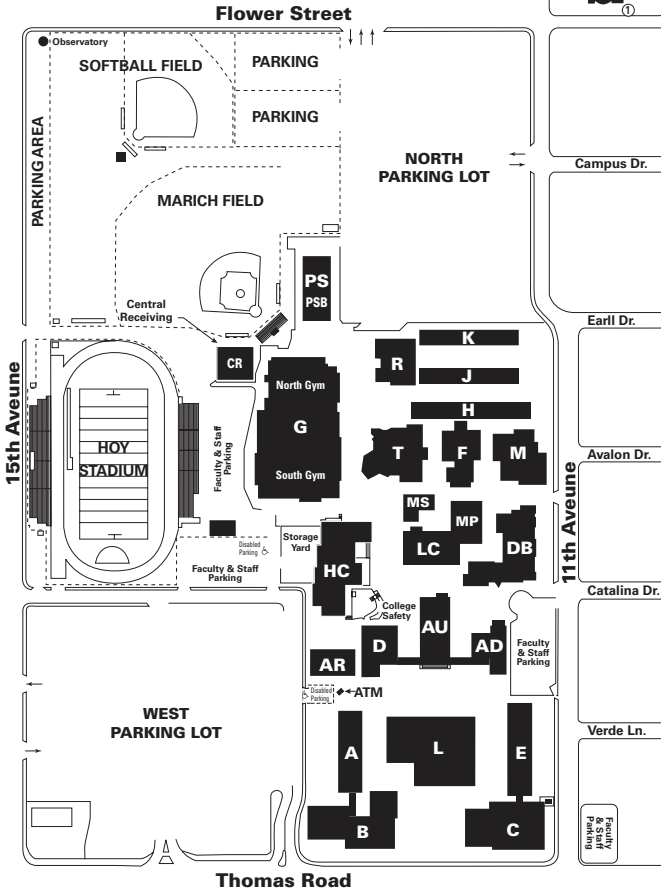 Flower Street
1
Observatory
SOFTBALL FIELD
PARKING
PARKING
PARKING AREA
NORTH
PARKING LOT
Campus Dr.
MARICH FIELD
PS
PSB
Central
Receiving
CR
Earll Dr.
K
R
J
H
North Gym
G
South Gym
15th Aveune
HOY
STADIUM
Faculty & Staff
Parking
T
F
M
Avalon Dr.
11th Aveune
MS
MP
LC
DB
Storage
Yard
Disabled
Parking
HC
Faculty & Staff
Parking
College
Safety
Catalina Dr.
AU
D
AD
Faculty
& Staff
Parking
AR
Disabled
Parking
ATM
WEST
PARKING LOT
Verde Ln.
A
L
E
B
C
Faculty
& Staff
Parking
Thomas Road